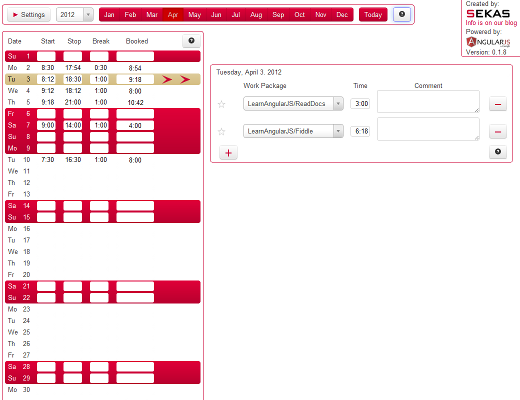 Settings 2012 Jan Feb Mar Apr May Jun Jul Aug Sep Oct Nov Dec Today
Created by:
SEKAS
Info is on our blog
Powered by:
ANGULARJS
Version: 0.1.8
Date Start Stop Break Booked
Su 1
Mo 2 8:30 17:54 0:30 8:54
Tu 3 8:12 18:30 1:00 9:18
We 4 9:12 18:12 1:00 8:00
Th 5 9:18 21:00 1:00 10:42
Fr 6
Sa 7 9:00 14:00 1:00 4:00
Su 8
Mo 9
Tu 10 7:30 16:30 1:00 8:00
We 11
Th 12
Fr 13
Sa 14
Su 15
Mo 16
Tu 17
We 18
Th 19
Fr 20
Sa 21
Su 22
Mo 23
Tu 24
We 25
Th 26
Fr 27
Sa 28
Su 29
Mo 30
Tuesday, April 3. 2012
Work Package Time Comment
LearnAngularJS/ReadDocs 3:00
LearnAngularJS/Fiddle 6:18